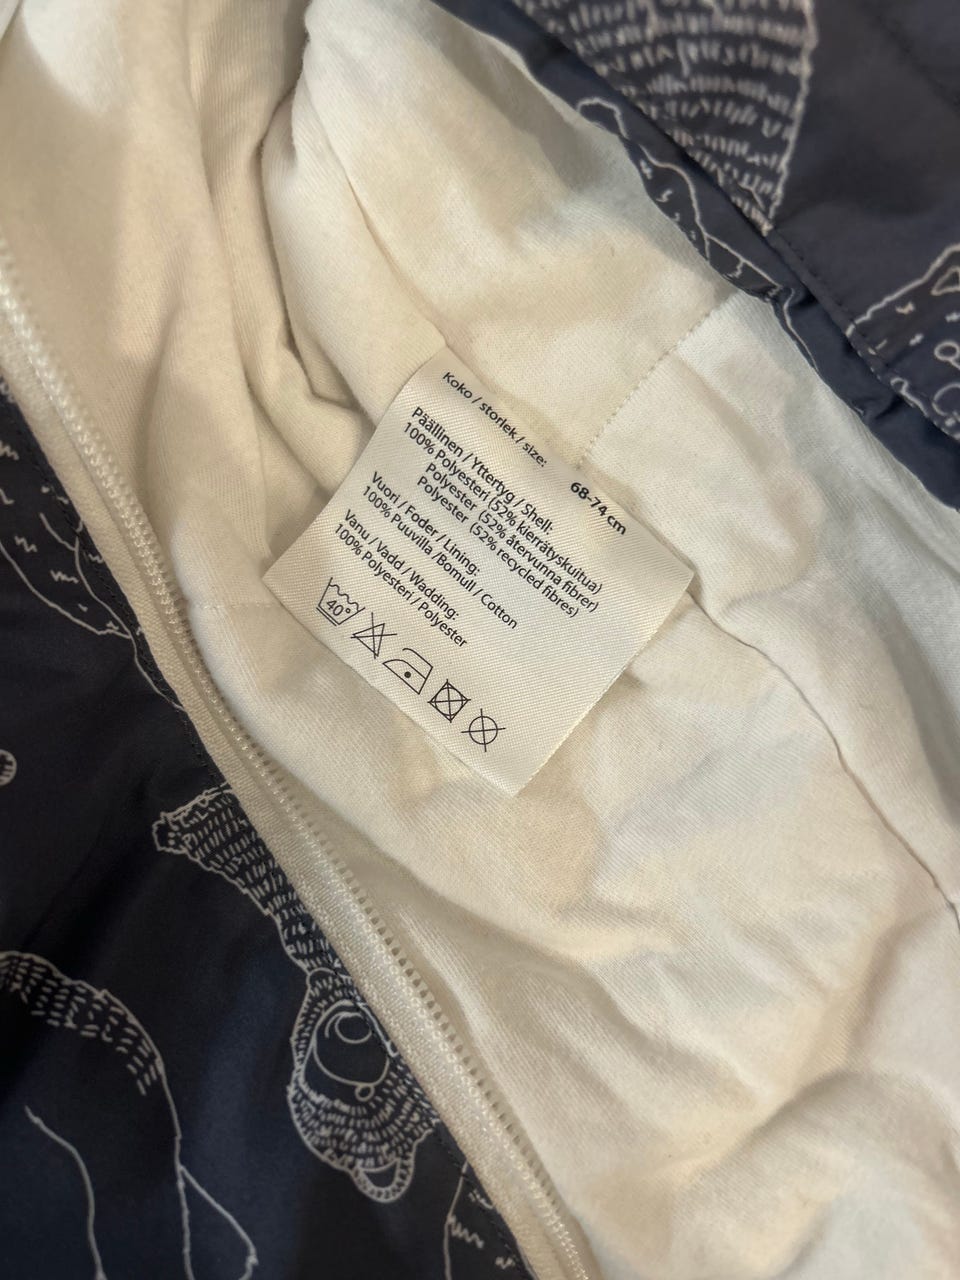 Koko / storlek / size: 68-74 cm
Päällinen / Yttertyg / Shell:
100% Polyesteri (52% kierrätyskuitua)
Polyester (52% återvunna fibrer)
Polyester (52% recycled fibres)
Vuori / Foder / Lining:
100% Puuvilla /Bomull / Cotton
Vanu / Vadd / Wadding:
100% Polyesteri / Polyester
40°